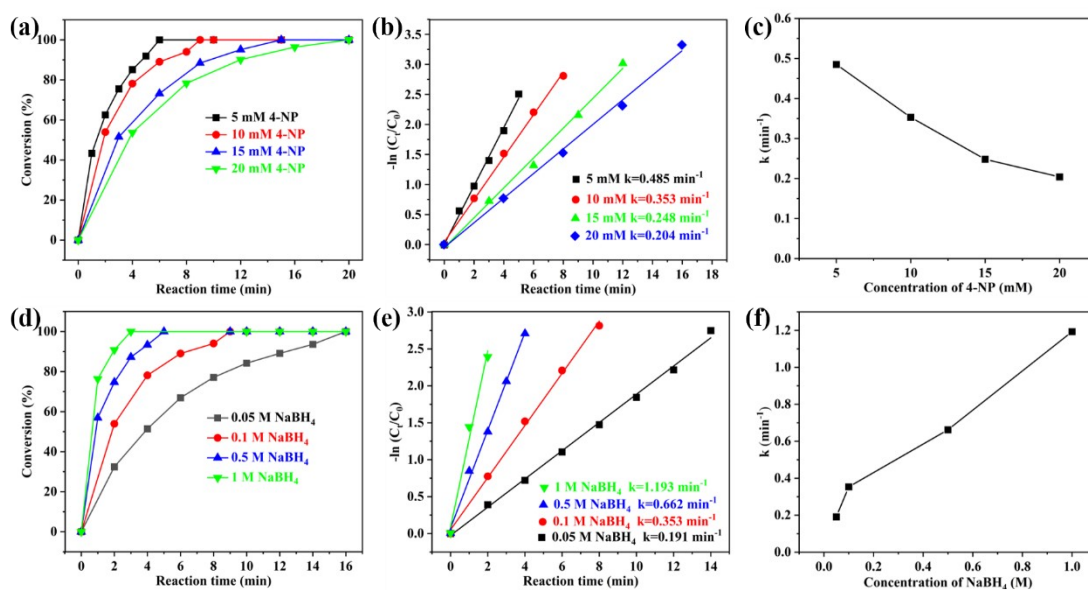 (a)
100
80
60
40
20
0
Conversion (%)
5 mM 4-NP
10 mM 4-NP
15 mM 4-NP
20 mM 4-NP
0 4 8 12 16 20
Reaction time (min)
(b)
3.5
3.0
2.5
2.0
1.5
1.0
0.5
0.0
-ln (Ct/C0)
5 mM k=0.485 min-1
10 mM k=0.353 min-1
15 mM k=0.248 min-1
20 mM k=0.204 min-1
0 2 4 6 8 10 12 14 16 18
Reaction time (min)
(c)
0.6
0.5
0.4
0.3
0.2
0.1
0.0
k (min-1)
5 10 15 20
Concentration of 4-NP (mM)
(d)
100
80
60
40
20
0
Conversion (%)
0.05 M NaBH4
0.1 M NaBH4
0.5 M NaBH4
1 M NaBH4
0 2 4 6 8 10 12 14 16
Reaction time (min)
(e)
3.0
2.5
2.0
1.5
1.0
0.5
0.0
-ln (Ct/C0)
1 M NaBH4 k=1.193 min-1
0.5 M NaBH4 k=0.662 min-1
0.1 M NaBH4 k=0.353 min-1
0.05 M NaBH4 k=0.191 min-1
0 2 4 6 8 10 12 14
Reaction time (min)
(f)
1.2
1.0
0.8
0.6
0.4
0.2
0.0
k (min-1)
0.0 0.2 0.4 0.6 0.8 1.0
Concentration of NaBH4 (M)